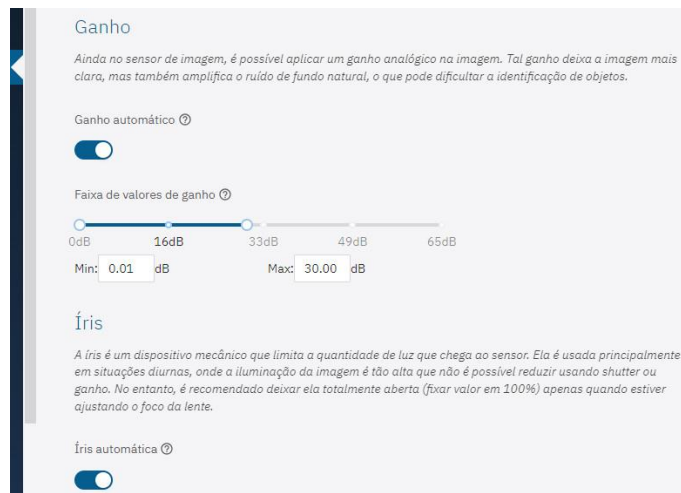 Ganho
Ainda no sensor de imagem, é possível aplicar um ganho analógico na imagem. Tal ganho deixa a imagem mais
clara, mas também amplifica o ruído de fundo natural, o que pode dificultar a identificação de objetos.
Ganho automático ?
Faixa de valores de ganho ?
0dB 16dB 33dB 49dB 65dB
Min: 0.01 dB Max: 30.00 dB
Íris
A íris é um dispositivo mecânico que limita a quantidade de luz que chega ao sensor. Ela é usada principalmente
em situações diurnas, onde a iluminação da imagem é tão alta que não é possível reduzir usando shutter ou
ganho. No entanto, é recomendado deixar ela totalmente aberta (fixar valor em 100%) apenas quando estiver
ajustando o foco da lente.
Íris automática ?